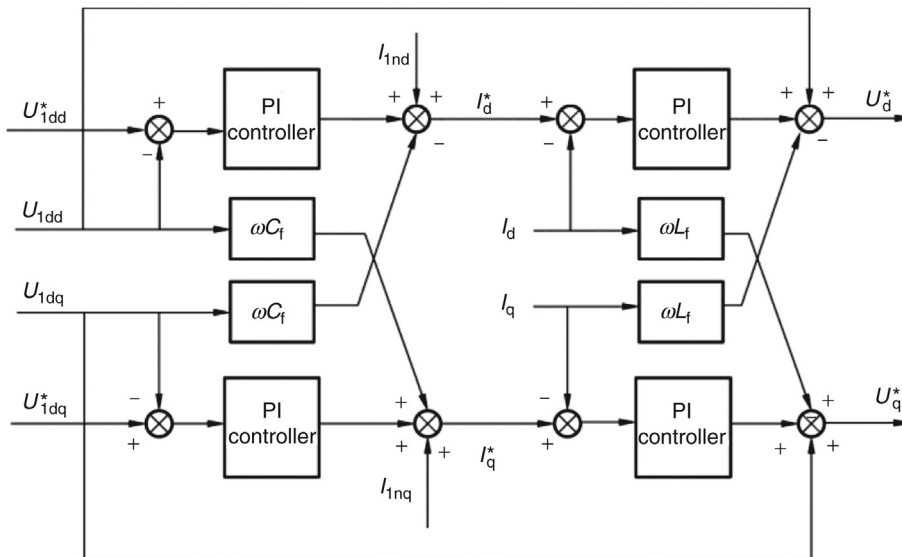 I₁nd
U*₁dd
+
−
PI
controller
+ +
−
I*d
+
−
PI
controller
+ +
−
U*d
U₁dd
ωCf
Id
ωLf
U₁dq
ωCf
Iq
ωLf
U*₁dq
−
+
PI
controller
+
+ +
I*q
−
+
PI
controller
+
−
+ +
U*q
I₁nq